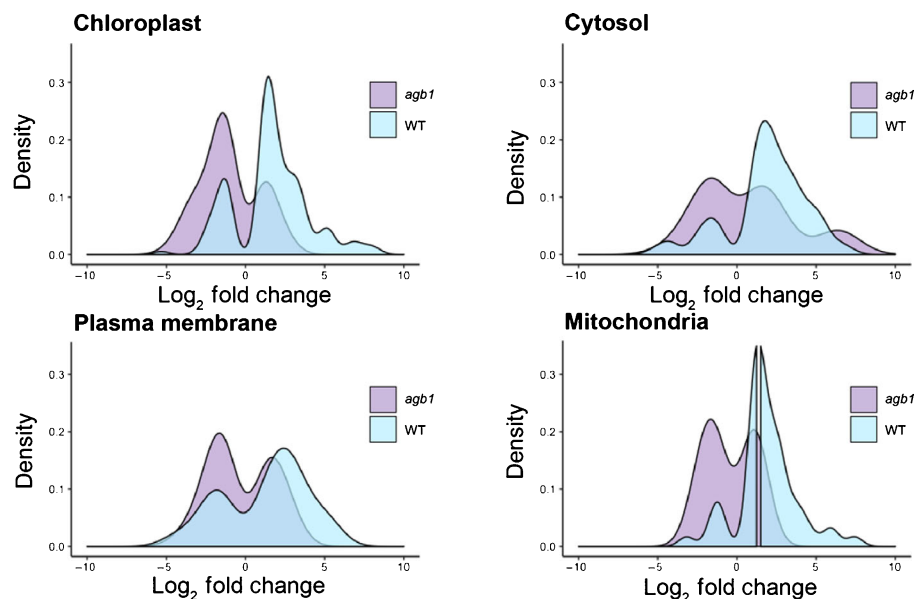 Chloroplast
Density
0.3
0.2
0.1
0.0
−10
−5
0
5
10
Log2 fold change
agb1
WT
Cytosol
Density
0.3
0.2
0.1
0.0
−10
−5
0
5
10
Log2 fold change
agb1
WT
Plasma membrane
Density
0.3
0.2
0.1
0.0
−10
−5
0
5
10
Log2 fold change
agb1
WT
Mitochondria
Density
0.3
0.2
0.1
0.0
−10
−5
0
5
10
Log2 fold change
agb1
WT